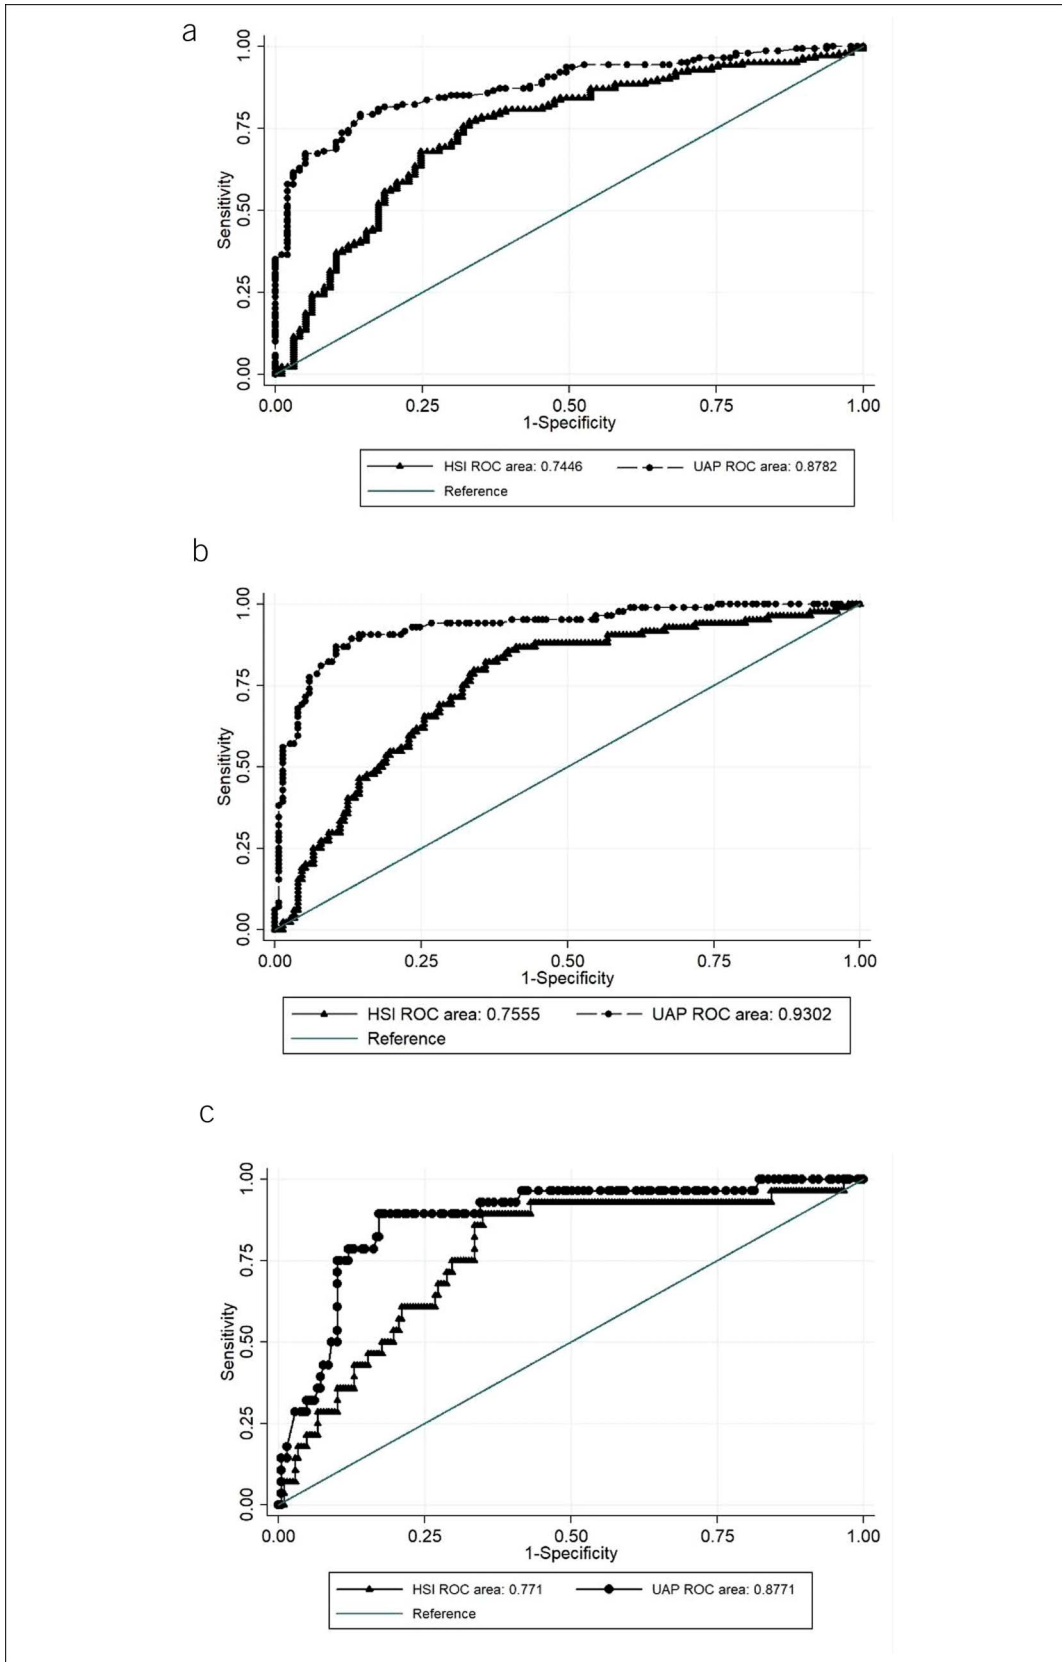 a
1.00
0.75
0.50
0.25
0.00
Sensitivity
0.00 0.25 0.50 0.75 1.00
1-Specificity
HSI ROC area: 0.7446 UAP ROC area: 0.8782
Reference
b
1.00
0.75
0.50
0.25
0.00
Sensitivity
0.00 0.25 0.50 0.75 1.00
1-Specificity
HSI ROC area: 0.7555 UAP ROC area: 0.9302
Reference
c
1.00
0.75
0.50
0.25
0.00
Sensitivity
0.00 0.25 0.50 0.75 1.00
1-Specificity
HSI ROC area: 0.771 UAP ROC area: 0.8771
Reference